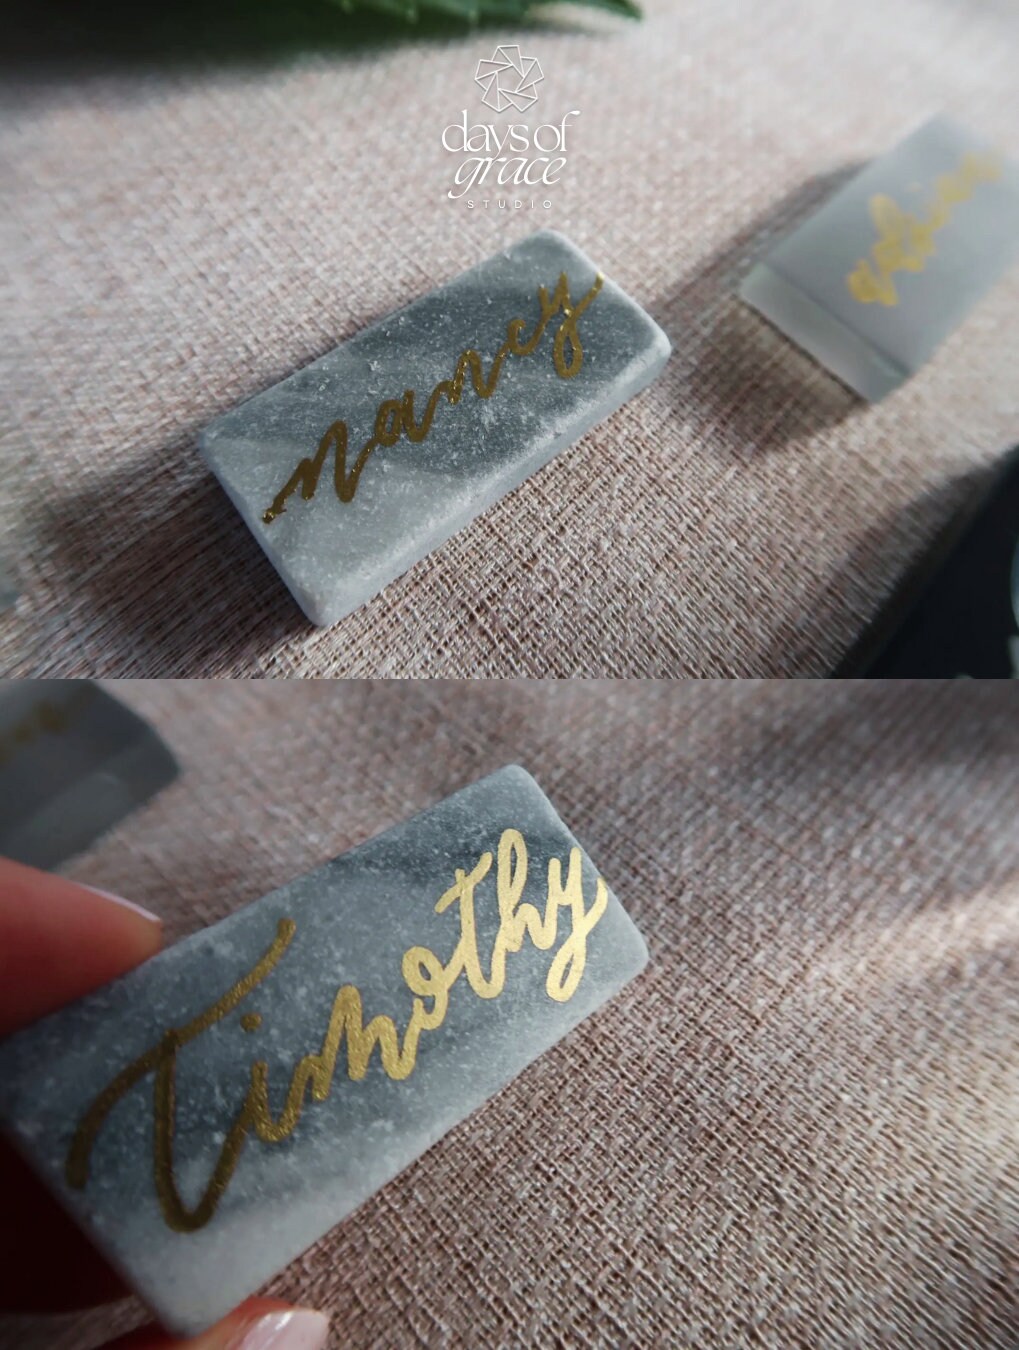 days of
grace
STUDIO
nancy
Timothy